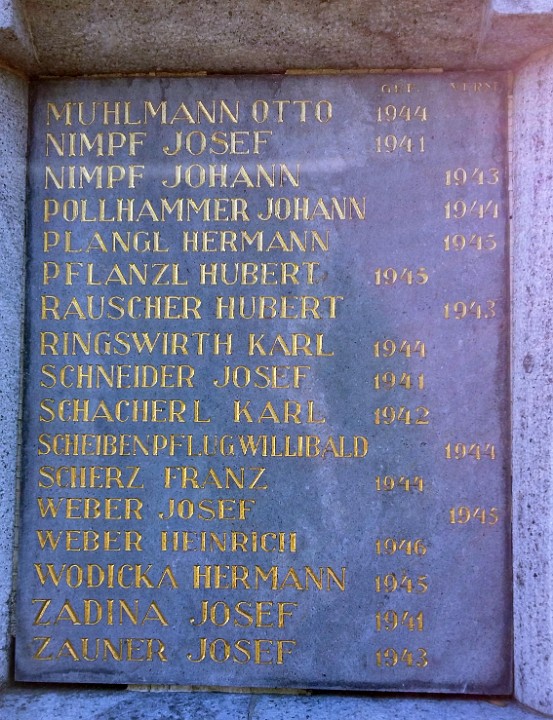 GEF. VERM.
MÜHLMANN OTTO 1944
NIMPF JOSEF 1941
NIMPF JOHANN 1943
POLLHAMMER JOHANN 1944
PLANGL HERMANN 1945
PFLANZL HUBERT 1945
RAUSCHER HUBERT 1943
RINGSWIRTH KARL 1944
SCHNEIDER JOSEF 1941
SCHACHERL KARL 1942
SCHEIBENPFLUG WILLIBALD 1944
SCHERZ FRANZ 1944
WEBER JOSEF 1945
WEBER HEINRICH 1946
WODICKA HERMANN 1945
ZADINA JOSEF 1941
ZAUNER JOSEF 1943